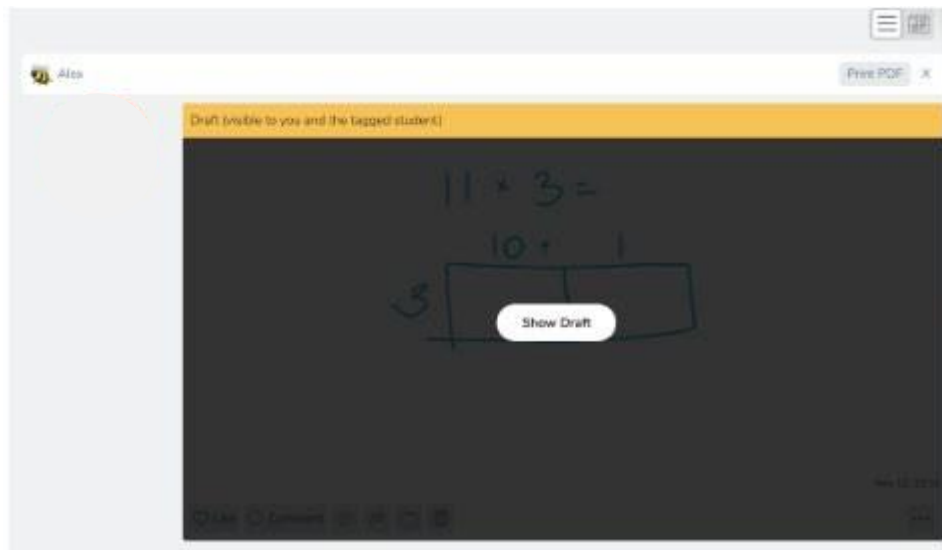 Alex
Print PDF X
Draft (visible to you and the tagged student)
11 × 3 =
10 + 1
3
Show Draft
Like Comment